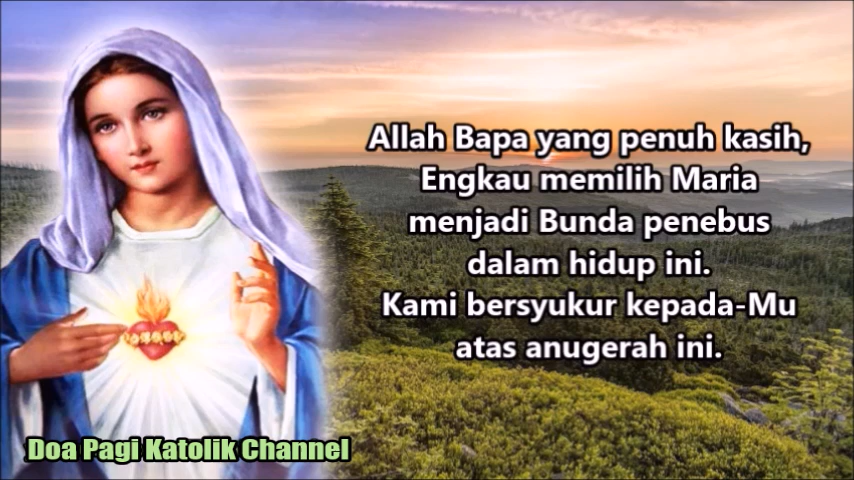 Allah Bapa yang penuh kasih,
Engkau memilih Maria
menjadi Bunda penebus
dalam hidup ini.
Kami bersyukur kepada-Mu
atas anugerah ini.
Doa Pagi Katolik Channel